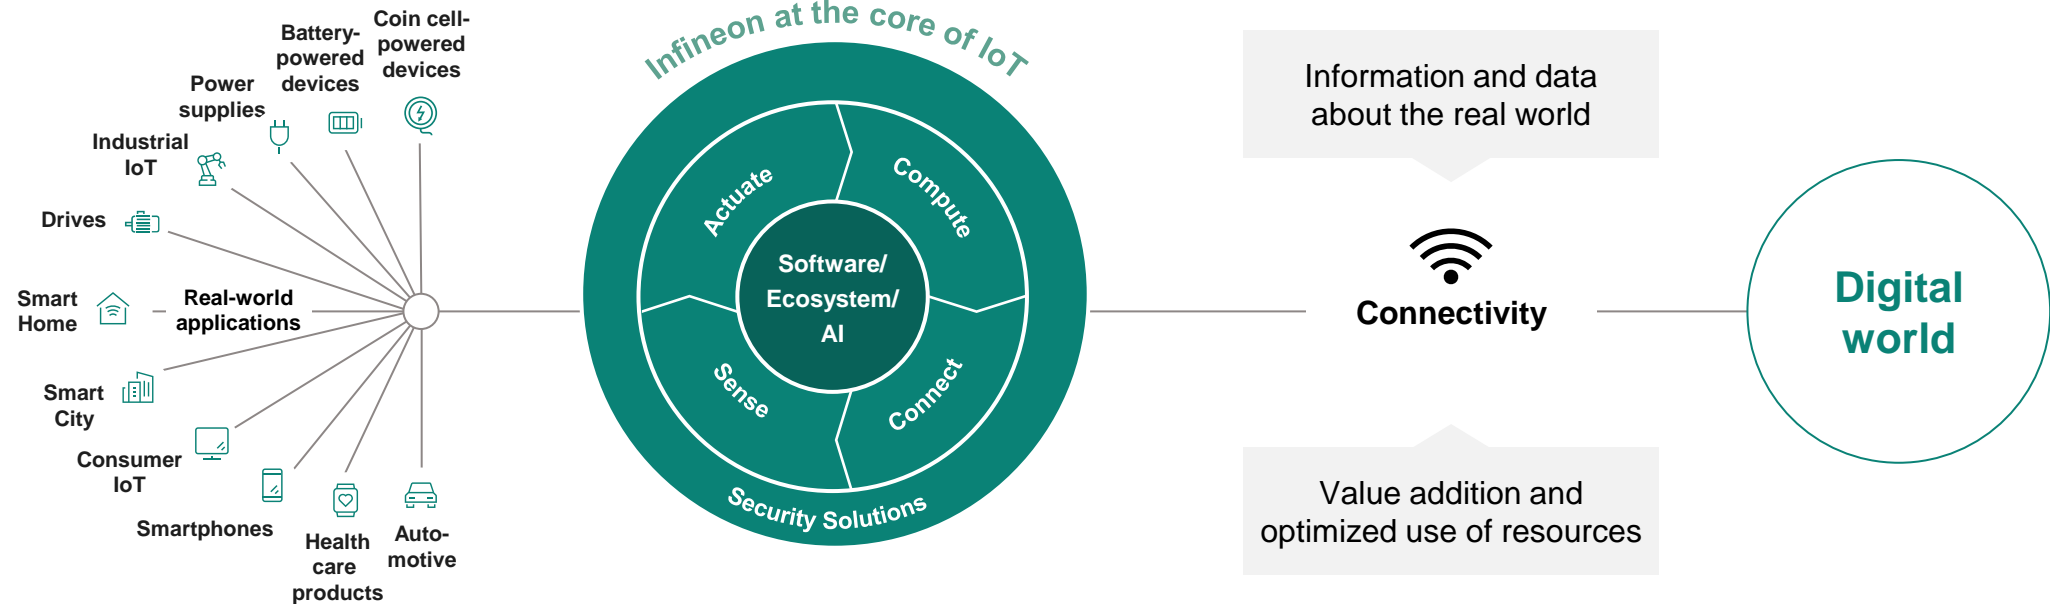 Coin cell-
powered
devices
Battery-
powered
devices
Power
supplies
Industrial
IoT
Drives
Smart
Home
Real-world
applications
Smart
City
Consumer
IoT
Smartphones
Health
care
products
Auto-
motive
Infineon at the core of IoT
Actuate
Compute
Software/
Ecosystem/
AI
Sense
Connect
Security Solutions
Information and data
about the real world
Connectivity
Value addition and
optimized use of resources
Digital
world